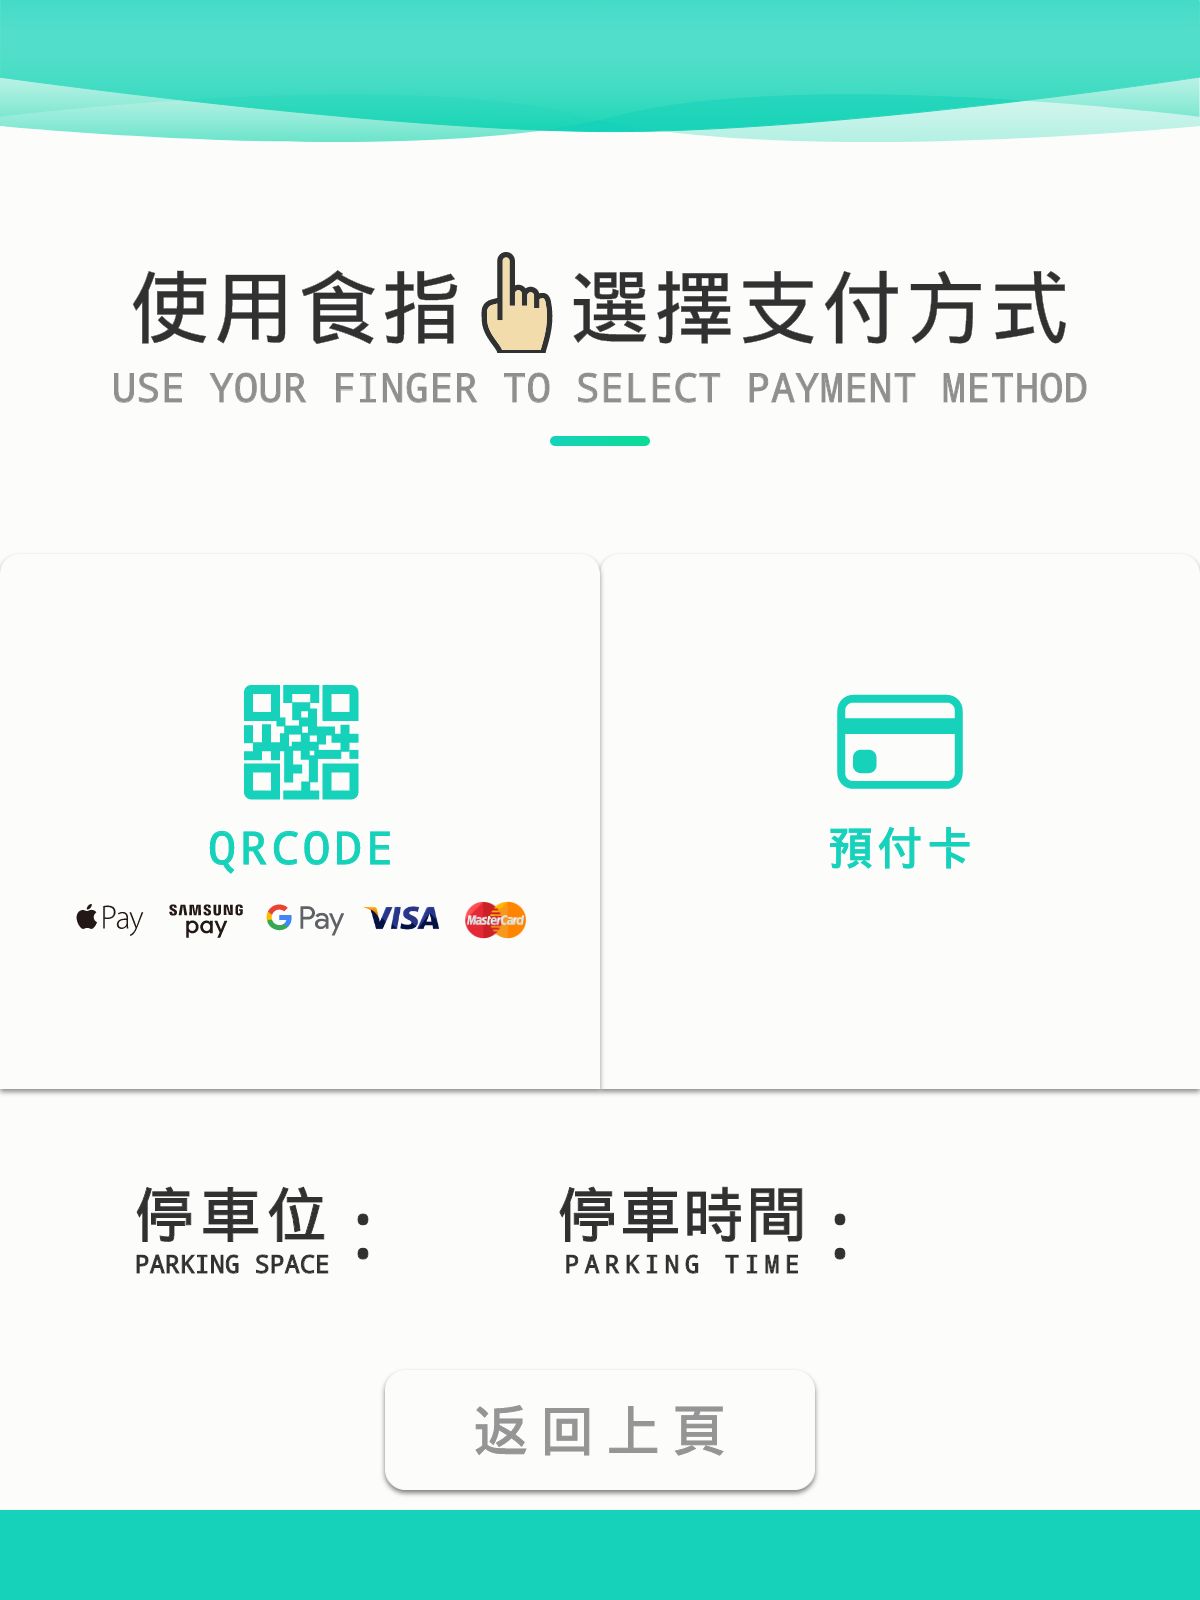 使用食指 選擇支付方式
USE YOUR FINGER TO SELECT PAYMENT METHOD
QRCODE
Pay SAMSUNG pay G Pay VISA MasterCard
預付卡
停車位：
PARKING SPACE
停車時間：
PARKING TIME
返回上頁